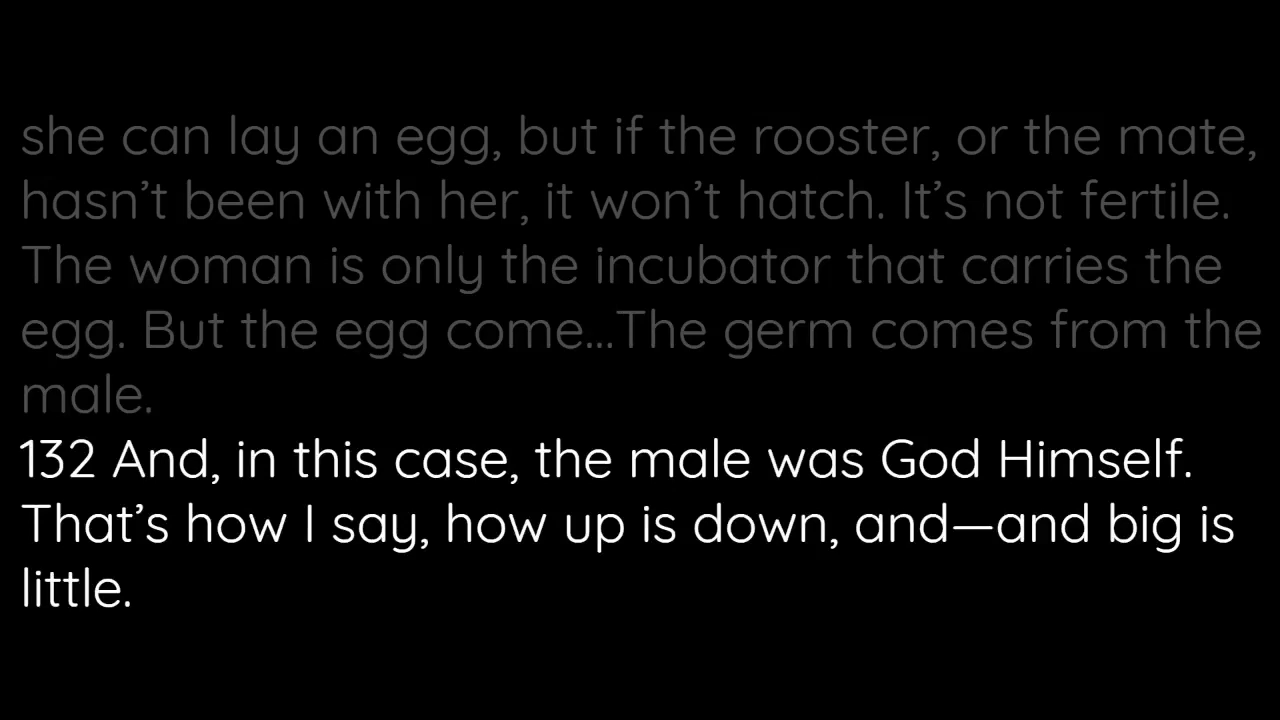 she can lay an egg, but if the rooster, or the mate,
hasn’t been with her, it won’t hatch. It’s not fertile.
The woman is only the incubator that carries the
egg. But the egg come...The germ comes from the
male.
132 And, in this case, the male was God Himself.
That’s how I say, how up is down, and—and big is
little.